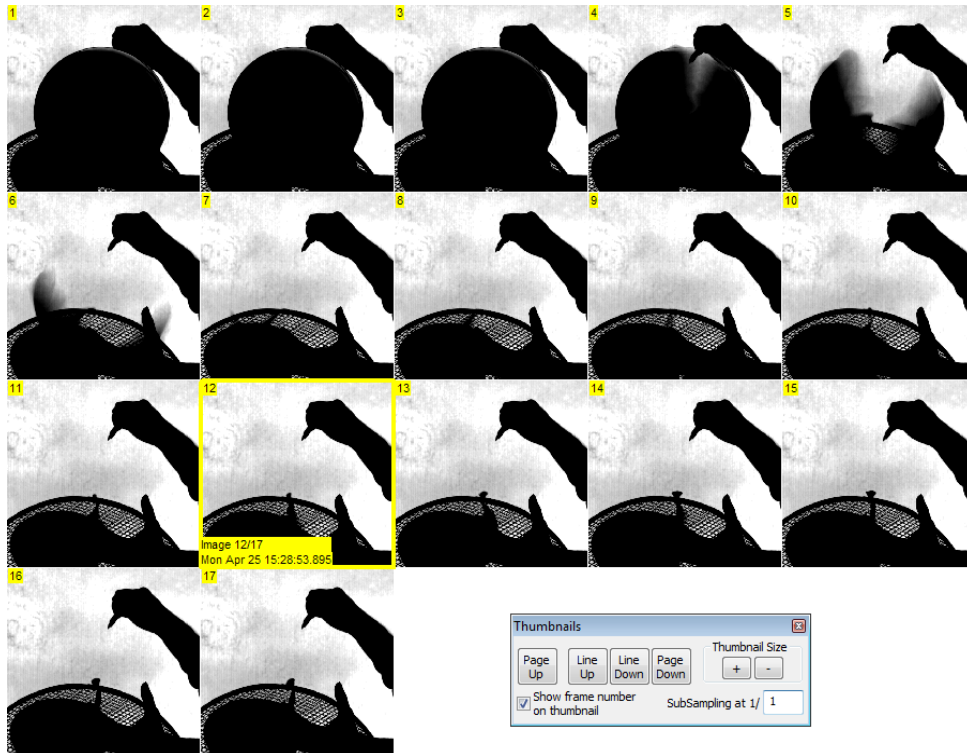 1
2
3
4
5
6
7
8
9
10
11
12
13
14
15
Image 12/17
Mon Apr 25 15:28:53.895
16
17
Thumbnails
Thumbnail Size
Page Up
Line Up
Line Down
Page Down
+
-
Show frame number
on thumbnail
SubSampling at 1/
1